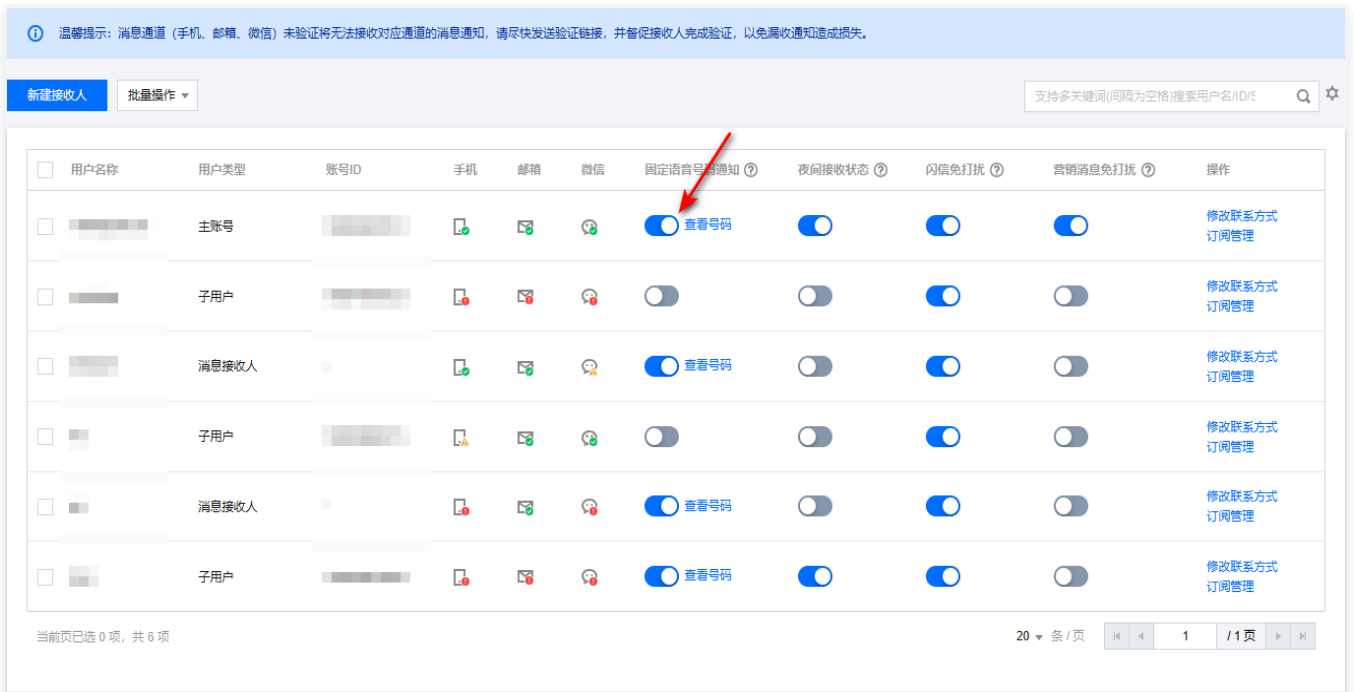 温馨提示：消息通道（手机、邮箱、微信）未验证将无法接收对应通道的消息通知，请尽快发送验证链接，并督促接收人完成验证，以免漏收通知造成损失。
新建接收人 批量操作 支持多关键词(间隔为空格)搜索用户名/ID/S
用户名称 用户类型 账号ID 手机 邮箱 微信 固定语音号码通知 夜间接收状态 闪信免打扰 营销消息免打扰 操作
主账号 查看号码 修改联系方式
订阅管理
子用户 修改联系方式
订阅管理
消息接收人 查看号码 修改联系方式
订阅管理
子用户 修改联系方式
订阅管理
消息接收人 查看号码 修改联系方式
订阅管理
子用户 查看号码 修改联系方式
订阅管理
当前页已选 0 项，共 6 项 20 条/页 1 /1页